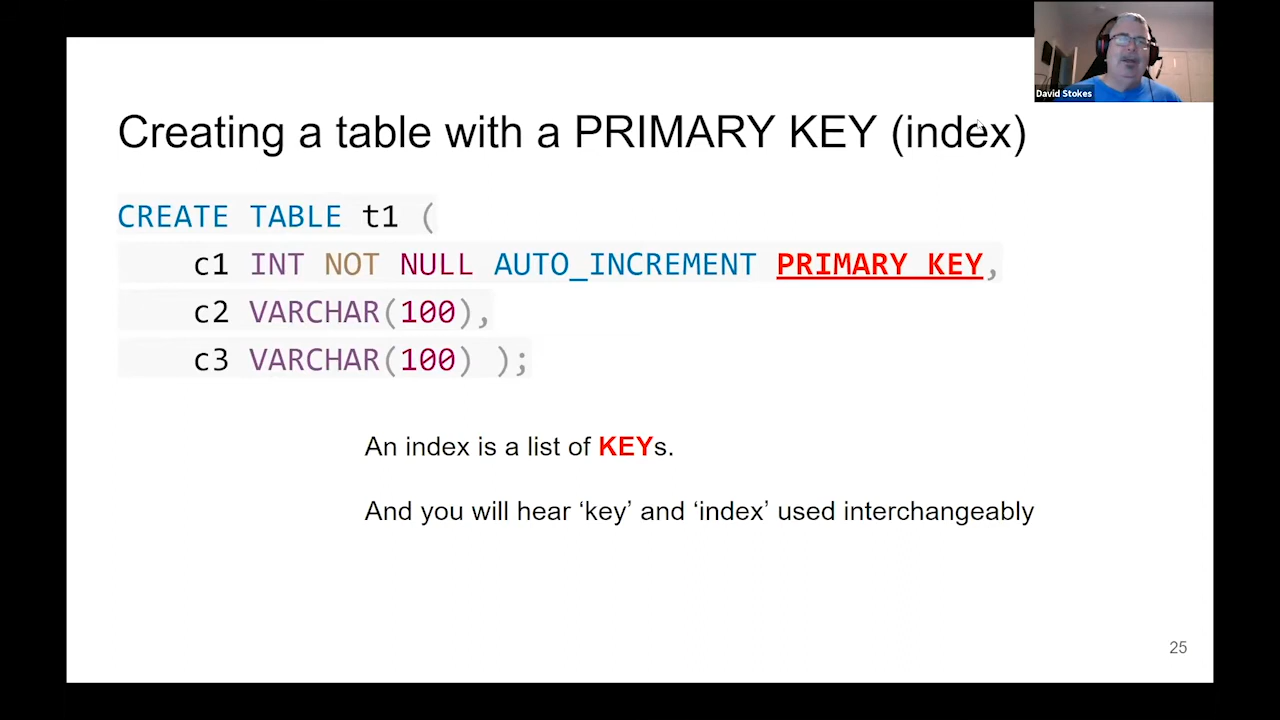 David Stokes
Creating a table with a PRIMARY KEY (index)
CREATE TABLE t1 (
c1 INT NOT NULL AUTO_INCREMENT PRIMARY KEY,
c2 VARCHAR(100),
c3 VARCHAR(100) );
An index is a list of KEYs.
And you will hear ‘key’ and ‘index’ used interchangeably
25